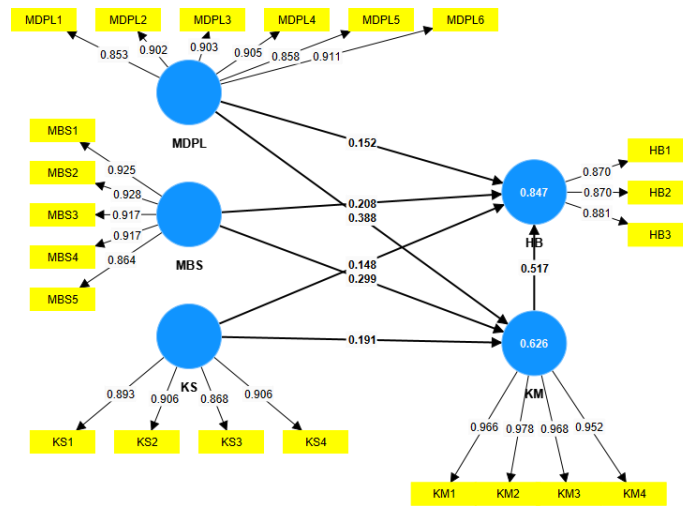 MDPL1 MDPL2 MDPL3 MDPL4 MDPL5 MDPL6
0.853 0.902 0.903 0.905 0.858 0.911
MDPL
MBS1
MBS2
MBS3
MBS4
MBS5
0.925
0.928
0.917
0.917
0.864
MBS
0.152
0.208
0.388
0.148
0.299
0.191
0.847
HB
0.870
0.870
0.881
HB1
HB2
HB3
0.517
0.626
KM
KS
0.893 0.906 0.868 0.906
KS1 KS2 KS3 KS4
0.966 0.978 0.968 0.952
KM1 KM2 KM3 KM4